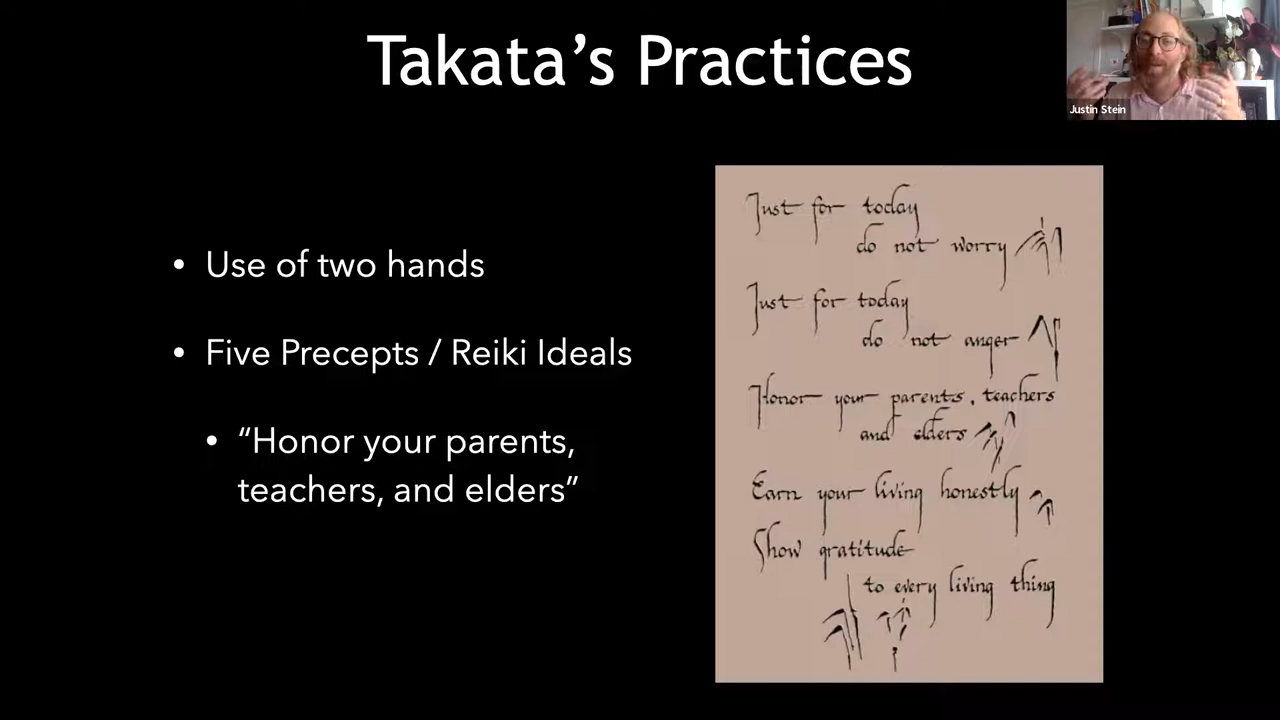 Takata’s Practices
Justin Stein
• Use of two hands
• Five Precepts / Reiki Ideals
• “Honor your parents,
teachers, and elders”
Just for today
do not worry
Just for today
do not anger
Honor your parents, teachers
and elders
Earn your living honestly
Show gratitude
to every living thing